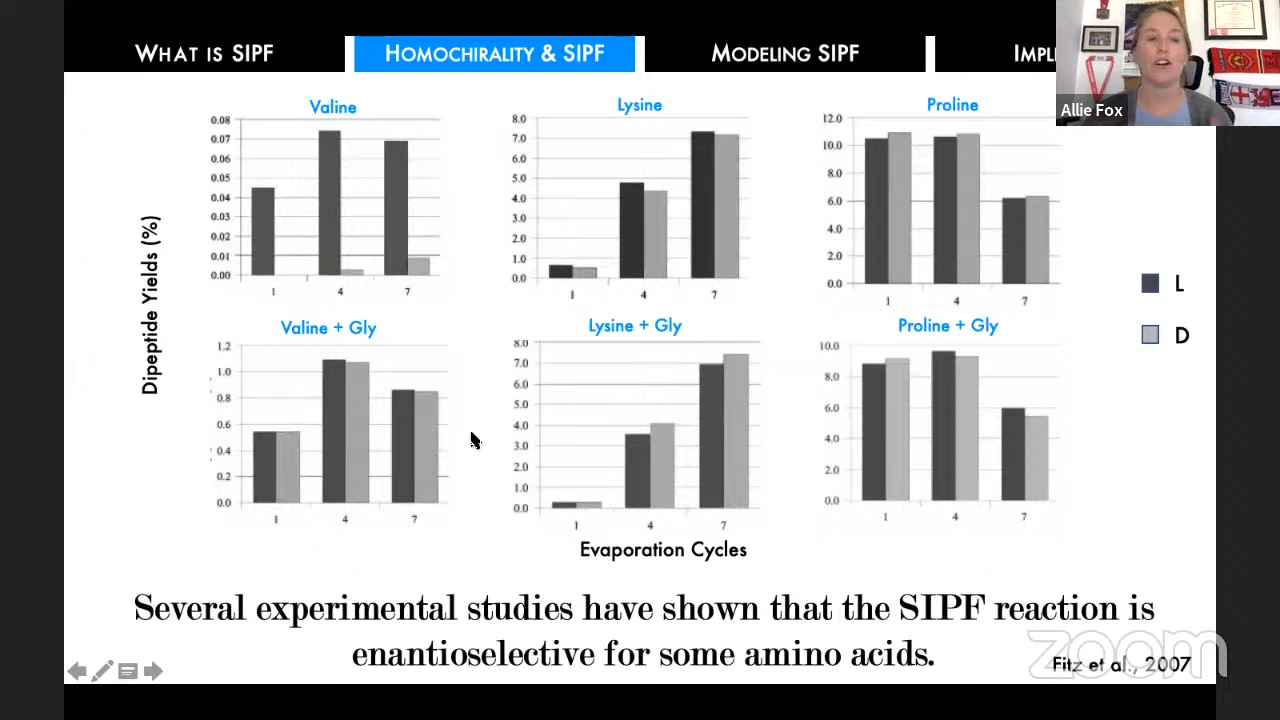 WHAT IS SIPF
HOMOCHIRALITY & SIPF
MODELING SIPF
IMPL
Allie Fox
Dipeptide Yields (%)
Valine
0.08
0.07
0.06
0.05
0.04
0.03
0.02
0.01
0.00
1 4 7
Lysine
8.0
7.0
6.0
5.0
4.0
3.0
2.0
1.0
0.0
1 4 7
Proline
12.0
10.0
8.0
6.0
4.0
2.0
0.0
1 4 7
L
D
Valine + Gly
1.2
1.0
0.8
0.6
0.4
0.2
0.0
1 4 7
Lysine + Gly
8.0
7.0
6.0
5.0
4.0
3.0
2.0
1.0
0.0
1 4 7
Proline + Gly
10.0
8.0
6.0
4.0
2.0
0.0
1 4 7
Evaporation Cycles
Several experimental studies have shown that the SIPF reaction is
enantioselective for some amino acids.
Fitz et al., 2007
zoom